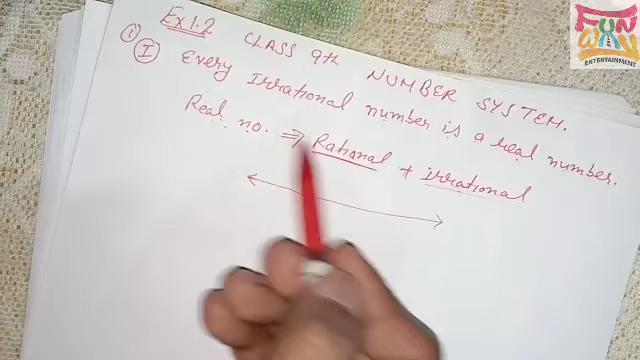 Ex 1.2
CLASS 9th NUMBER SYSTEM.
① Ⓘ Every Irrational number is a real number.
Real no. ⇒ Rational + irrational
FUN
WAY
ENTERTAINMENT